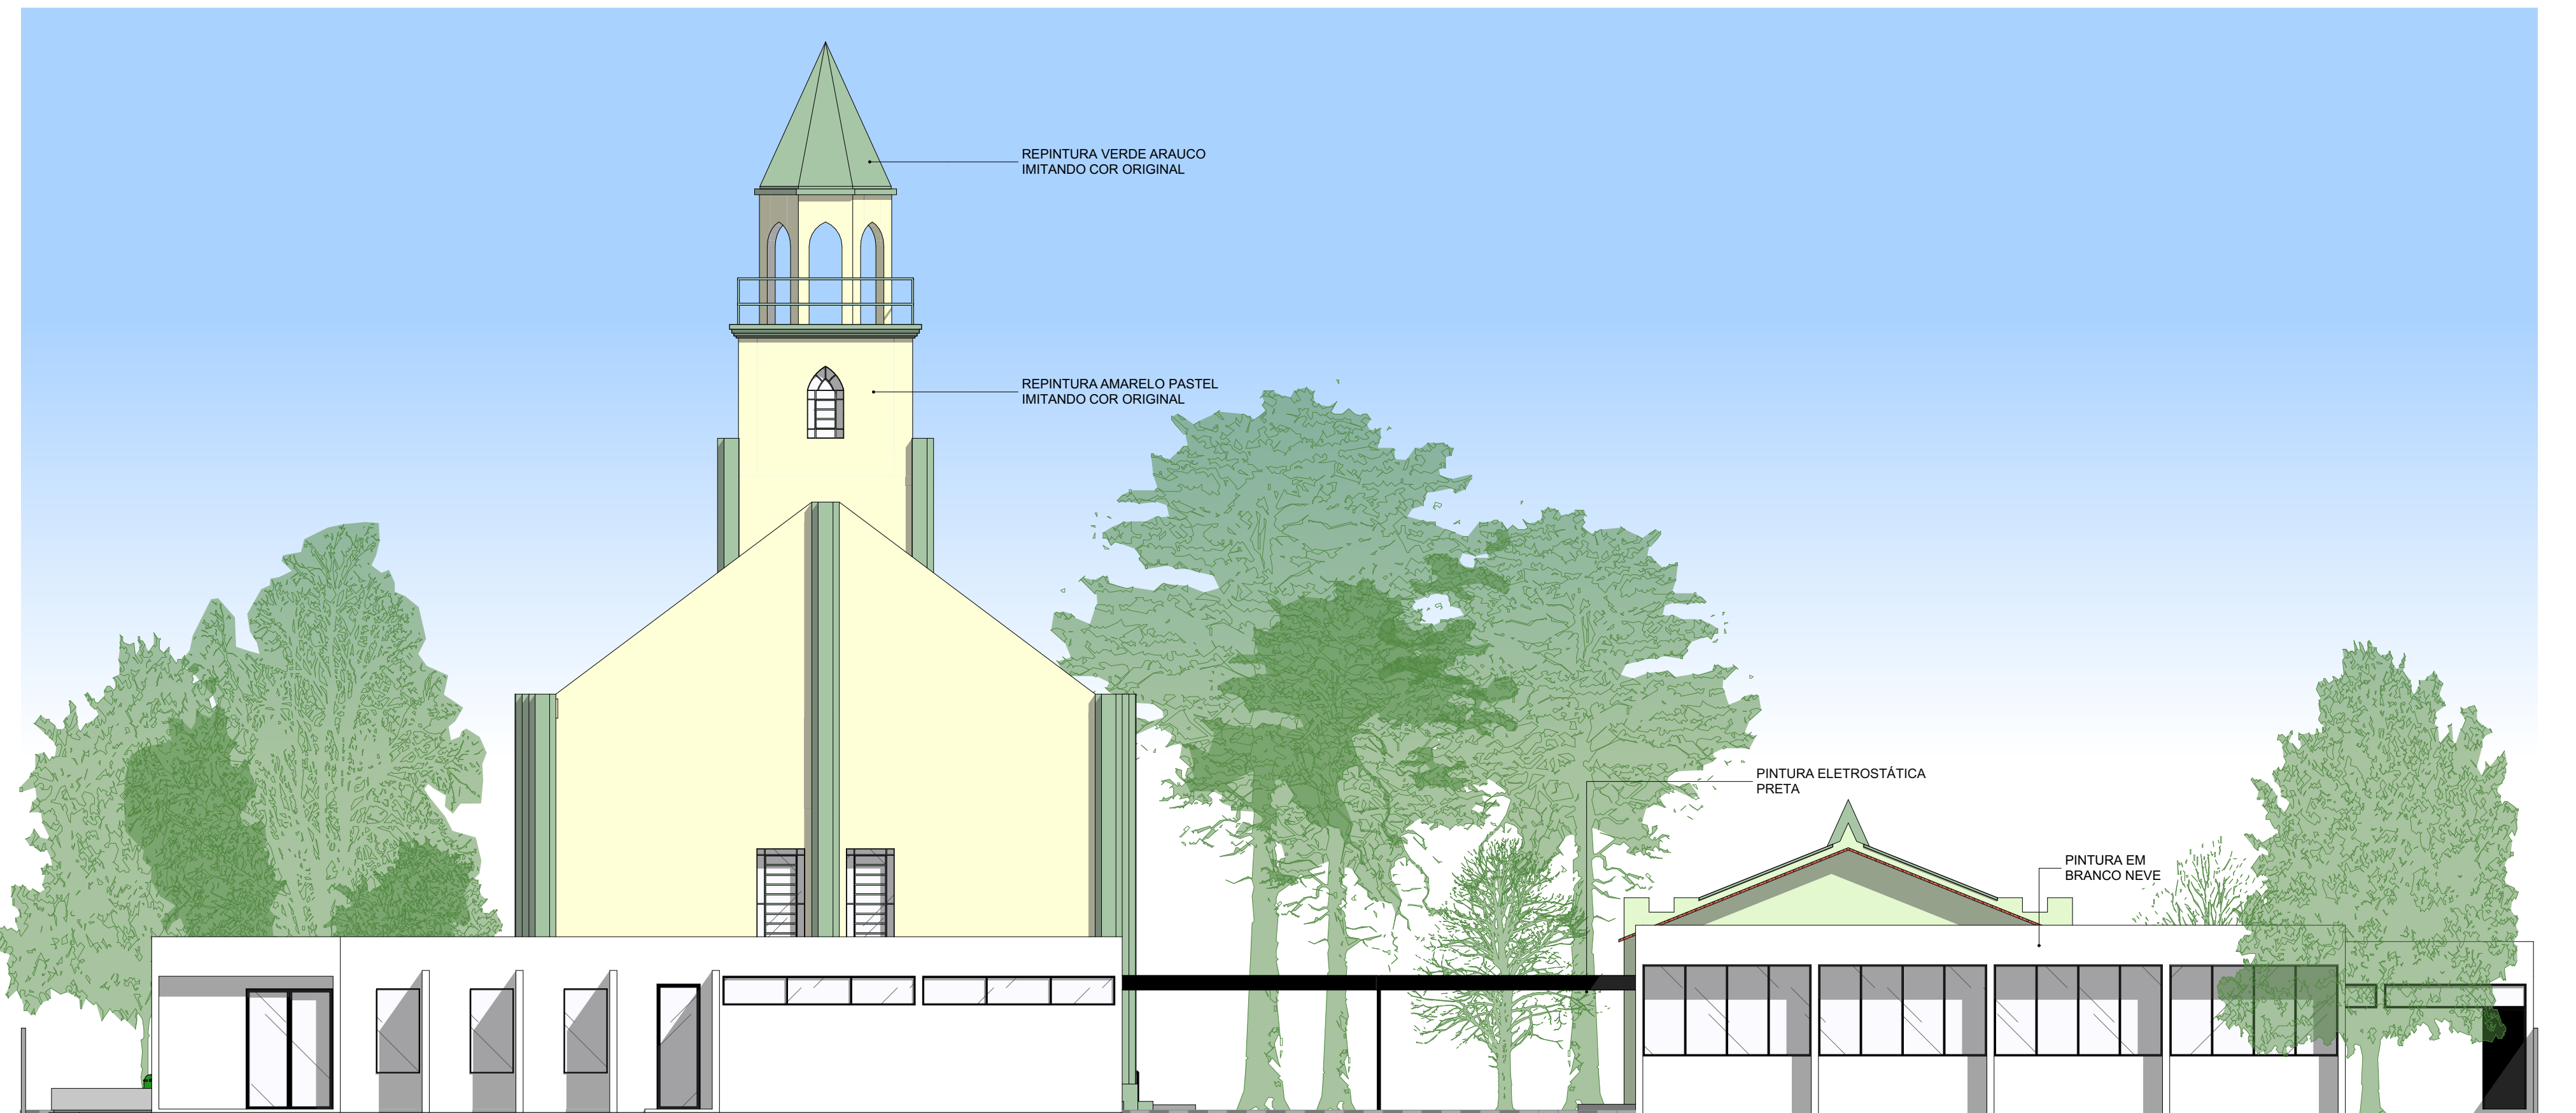 REPINTURA VERDE ARAUCO
IMITANDO COR ORIGINAL
REPINTURA AMARELO PASTEL
IMITANDO COR ORIGINAL
PINTURA ELETROSTÁTICA
PRETA
PINTURA EM
BRANCO NEVE